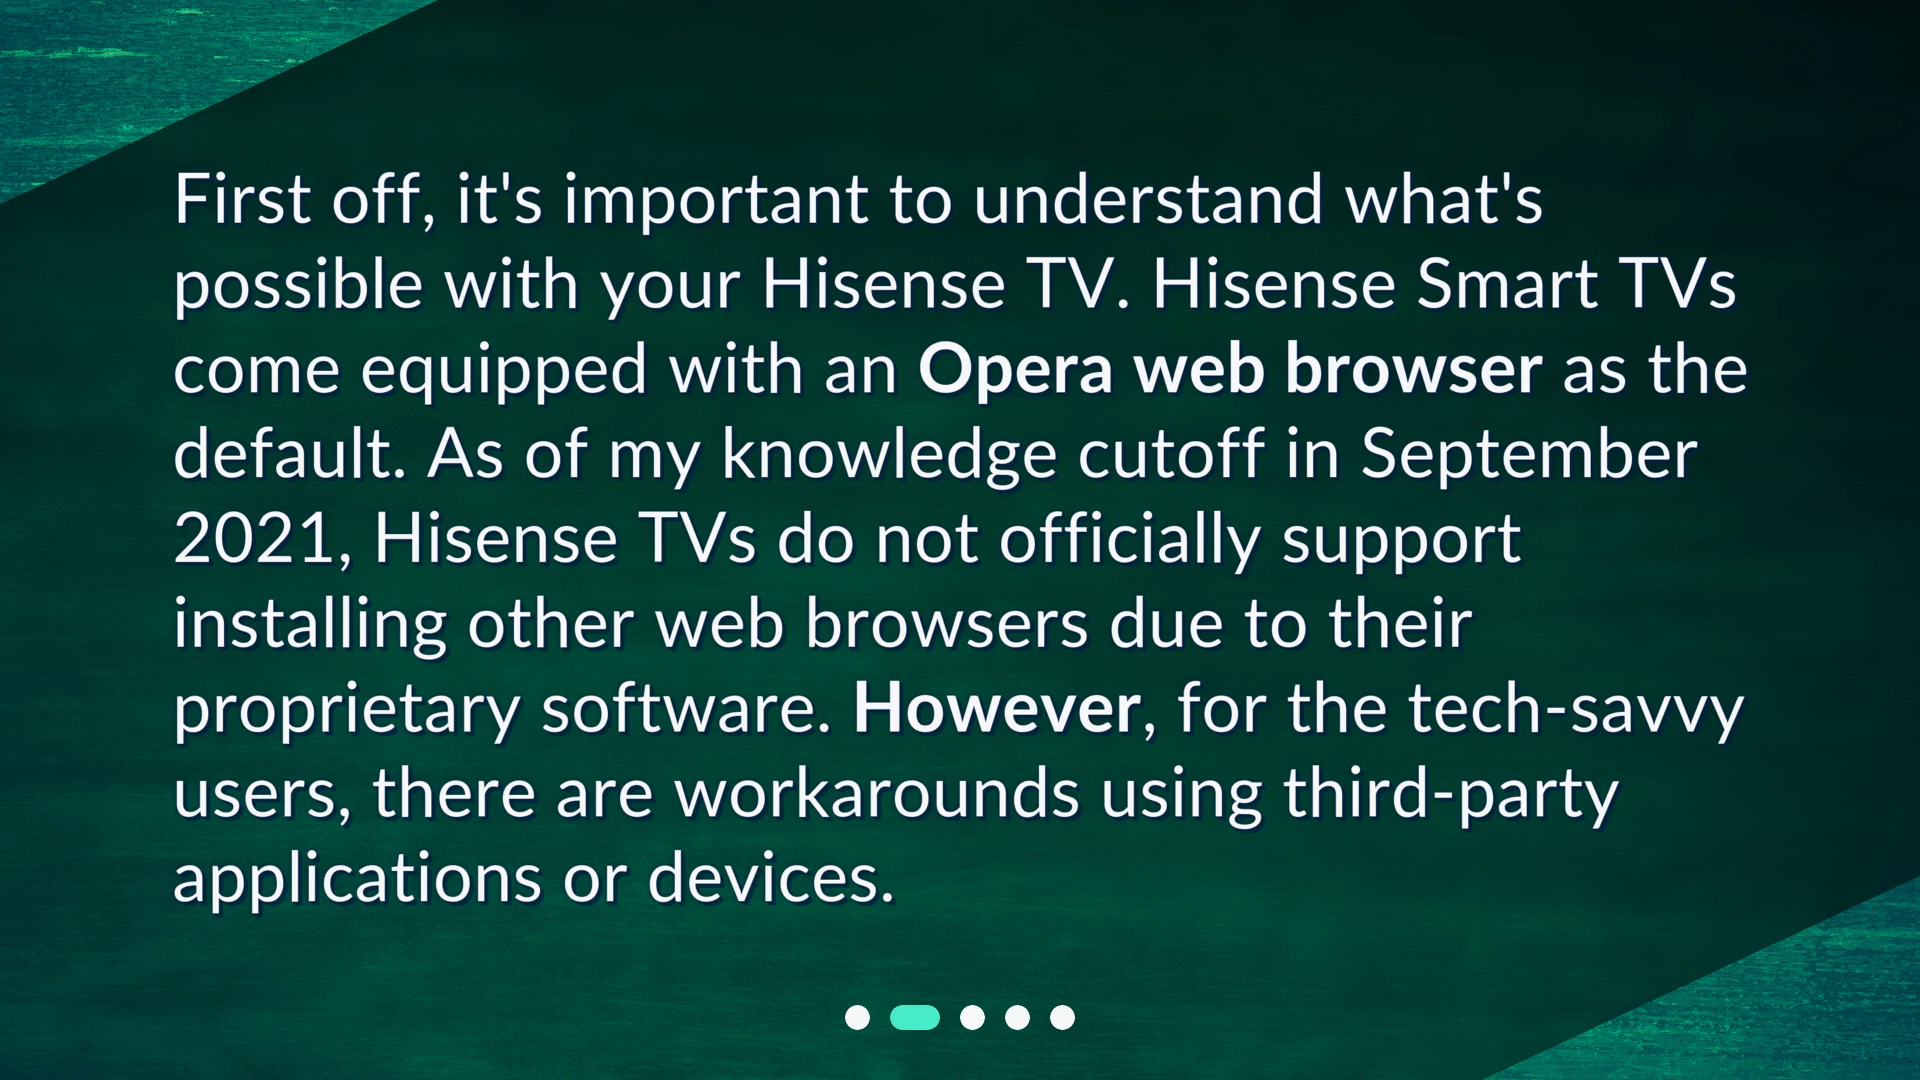 First off, it's important to understand what's
possible with your Hisense TV. Hisense Smart TVs
come equipped with an Opera web browser as the
default. As of my knowledge cutoff in September
2021, Hisense TVs do not officially support
installing other web browsers due to their
proprietary software. However, for the tech-savvy
users, there are workarounds using third-party
applications or devices.